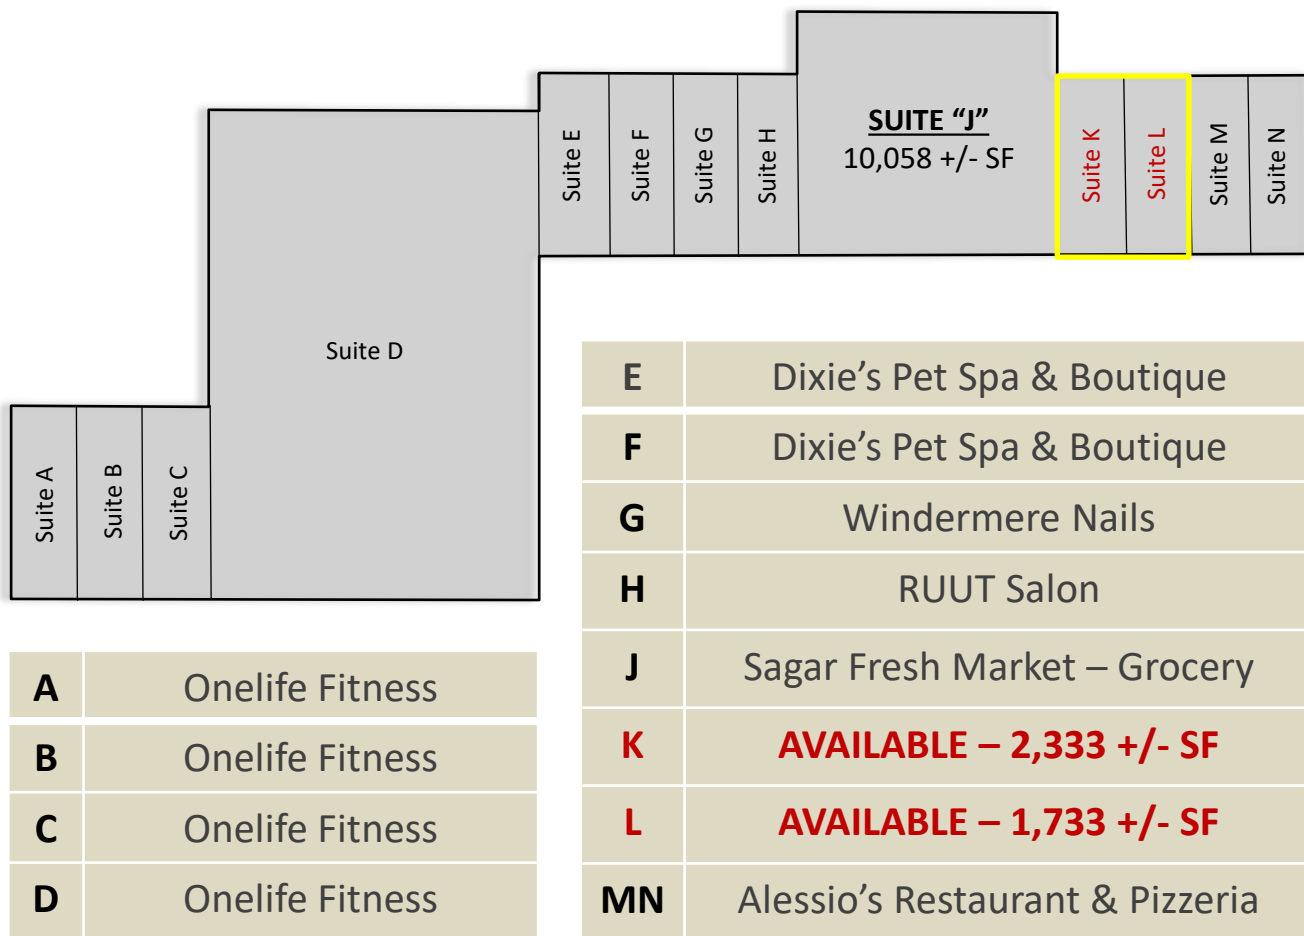 SUITE “J”
10,058 +/- SF
Suite E
Suite F
Suite G
Suite H
Suite K
Suite L
Suite M
Suite N
Suite D
Suite A
Suite B
Suite C
A Onelife Fitness
B Onelife Fitness
C Onelife Fitness
D Onelife Fitness
E Dixie’s Pet Spa & Boutique
F Dixie’s Pet Spa & Boutique
G Windermere Nails
H RUUT Salon
J Sagar Fresh Market – Grocery
K AVAILABLE – 2,333 +/- SF
L AVAILABLE – 1,733 +/- SF
MN Alessio’s Restaurant & Pizzeria